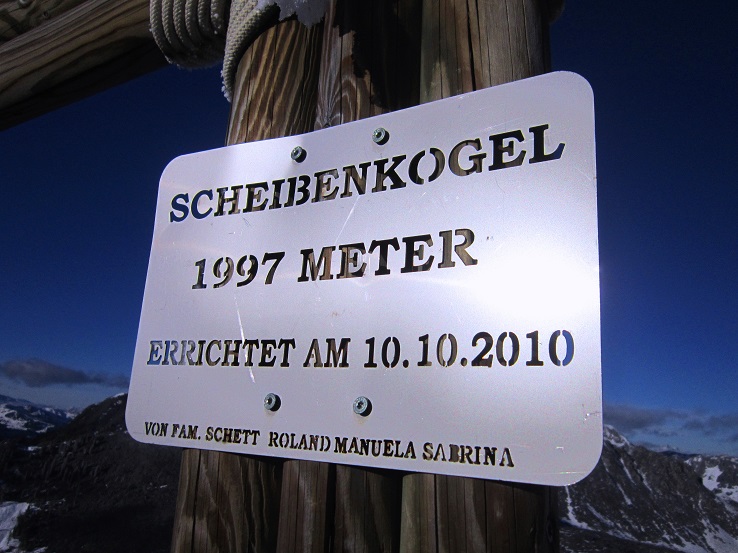 SCHEIBENKOGEL
1997 METER
ERRICHTET AM 10.10.2010
VON FAM. SCHETT ROLAND MANUELA SABRINA